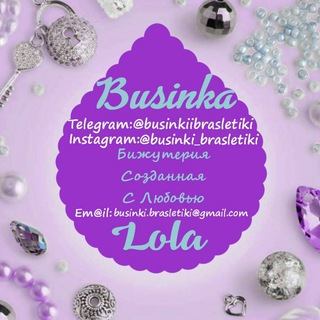 Businka
Telegram:@businkiibrasletiki
Instagram:@businki_brasletiki
Бижутерия
Созданная
С Любовью
Em@il:businki.brasletiki@gmail.com
Lola